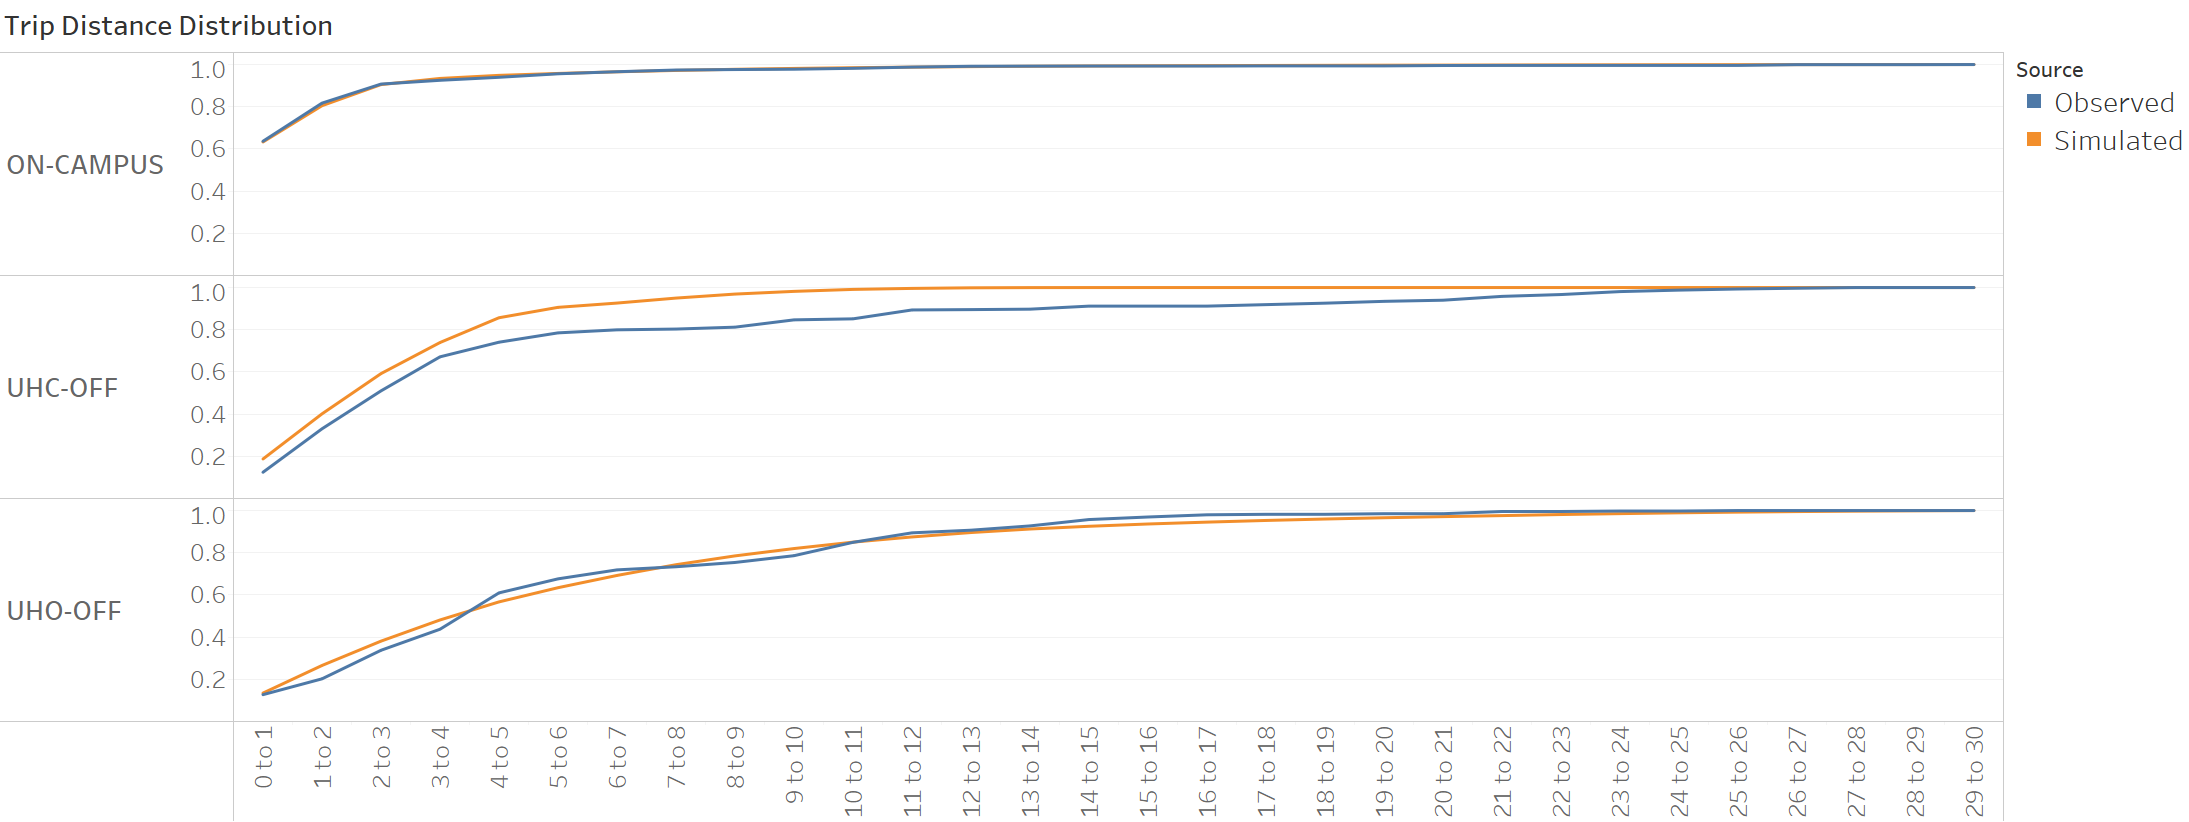 Trip Distance Distribution
Source
Observed
Simulated
ON-CAMPUS
1.0
0.8
0.6
0.4
0.2
UHC-OFF
1.0
0.8
0.6
0.4
0.2
UHO-OFF
1.0
0.8
0.6
0.4
0.2
0 to 1
1 to 2
2 to 3
3 to 4
4 to 5
5 to 6
6 to 7
7 to 8
8 to 9
9 to 10
10 to 11
11 to 12
12 to 13
13 to 14
14 to 15
15 to 16
16 to 17
17 to 18
18 to 19
19 to 20
20 to 21
21 to 22
22 to 23
23 to 24
24 to 25
25 to 26
26 to 27
27 to 28
28 to 29
29 to 30